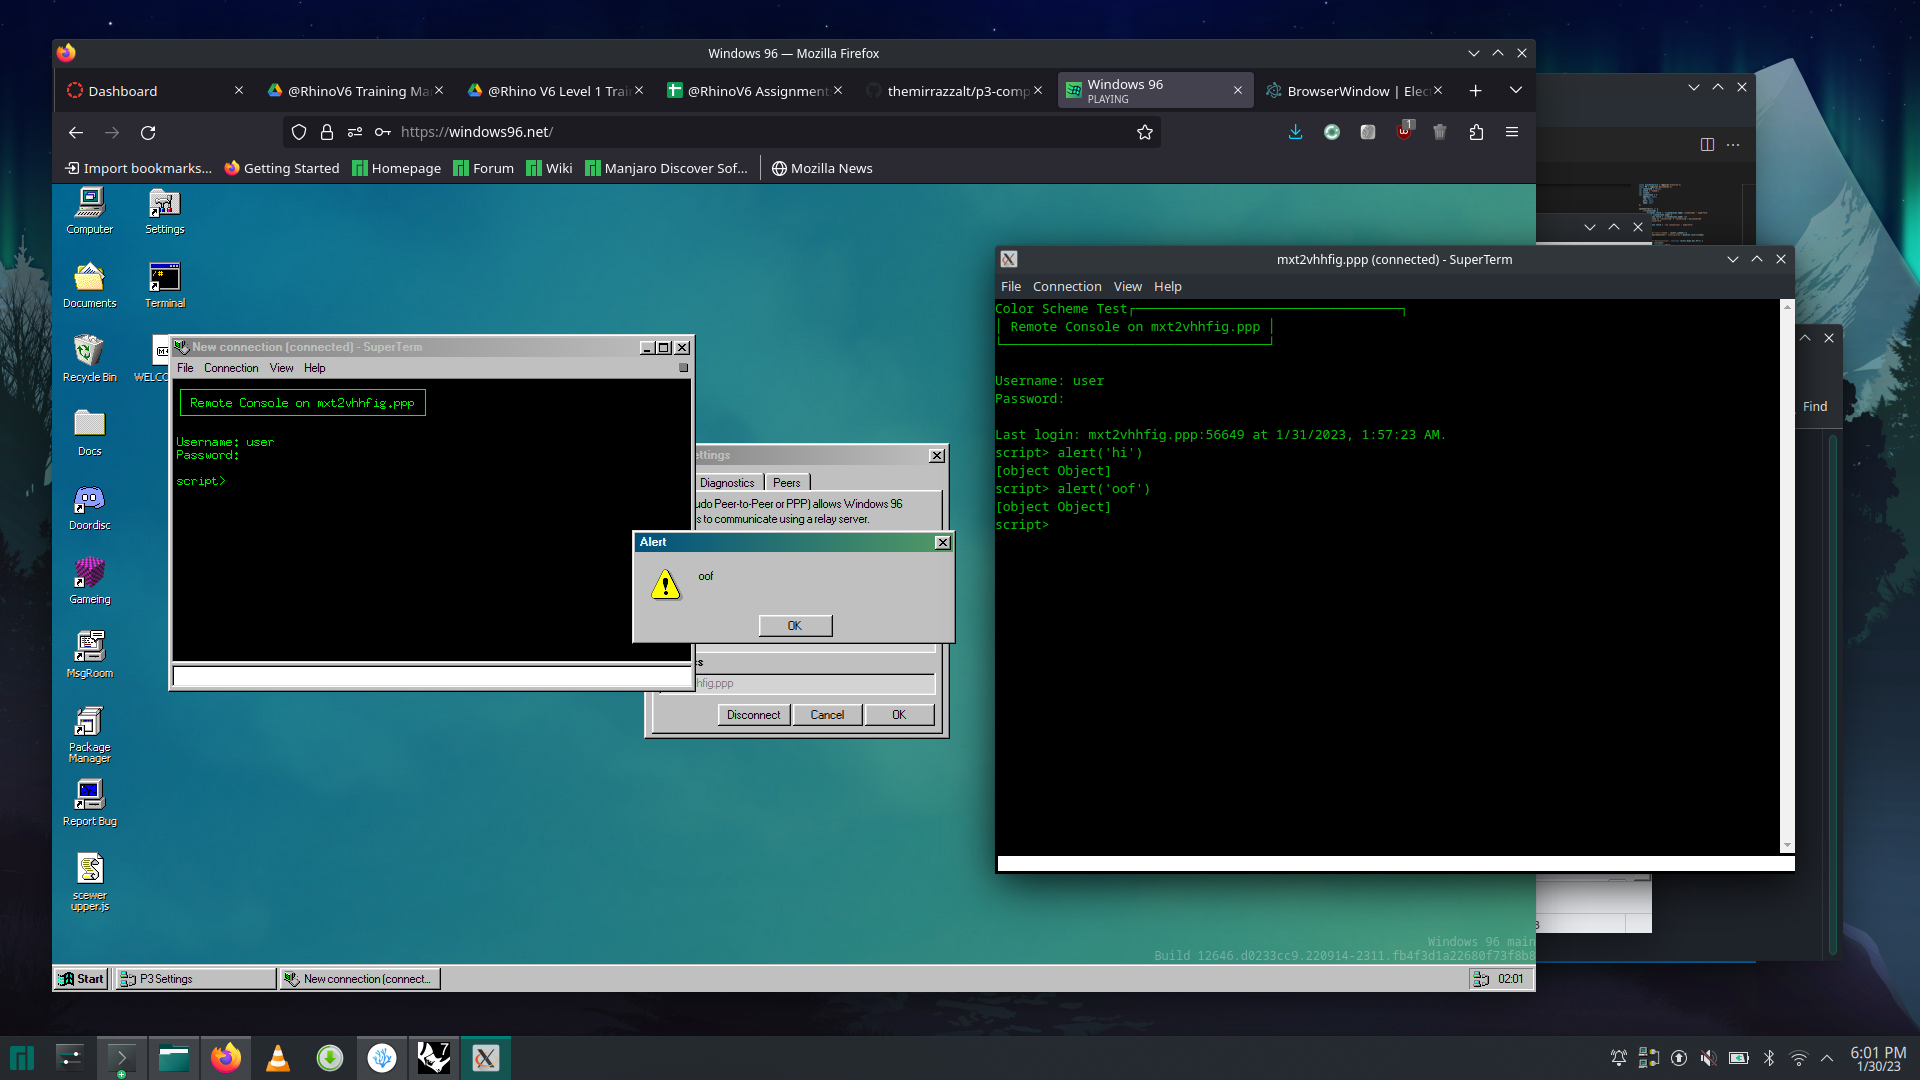 Windows 96 — Mozilla Firefox
Dashboard
@RhinoV6 Training Ma
@Rhino V6 Level 1 Trai
@RhinoV6 Assignment
themirrazzalt/p3-comp
Windows 96
PLAYING
BrowserWindow | Elec
https://windows96.net/
1
Import bookmarks...
Getting Started
Homepage
Forum
Wiki
Manjaro Discover Sof...
Mozilla News
Computer
Settings
Documents
Terminal
Recycle Bin
WELCO
Docs
Doordisc
Gameing
MsgRoom
Package
Manager
Report Bug
scewer
upper.js
New connection (connected) - SuperTerm
File Connection View Help
Remote Console on mxt2vhhfig.ppp
Username: user
Password:
script>
ettings
Diagnostics
Peers
udo Peer-to-Peer or PPP) allows Windows 96
s to communicate using a relay server.
Alert
oof
OK
ss
hfig.ppp
Disconnect
Cancel
OK
mxt2vhhfig.ppp (connected) - SuperTerm
File Connection View Help
Color Scheme Test
Remote Console on mxt2vhhfig.ppp
Username: user
Password:
Last login: mxt2vhhfig.ppp:56649 at 1/31/2023, 1:57:23 AM.
script> alert('hi')
[object Object]
script> alert('oof')
[object Object]
script>
Find
Windows 96 main
Build 12646.d0233cc9.220914-2311.fb4f3d1a22680f73f8b8
Start
P3 Settings
New connection (connect...
02:01
7
6:01 PM
1/30/23